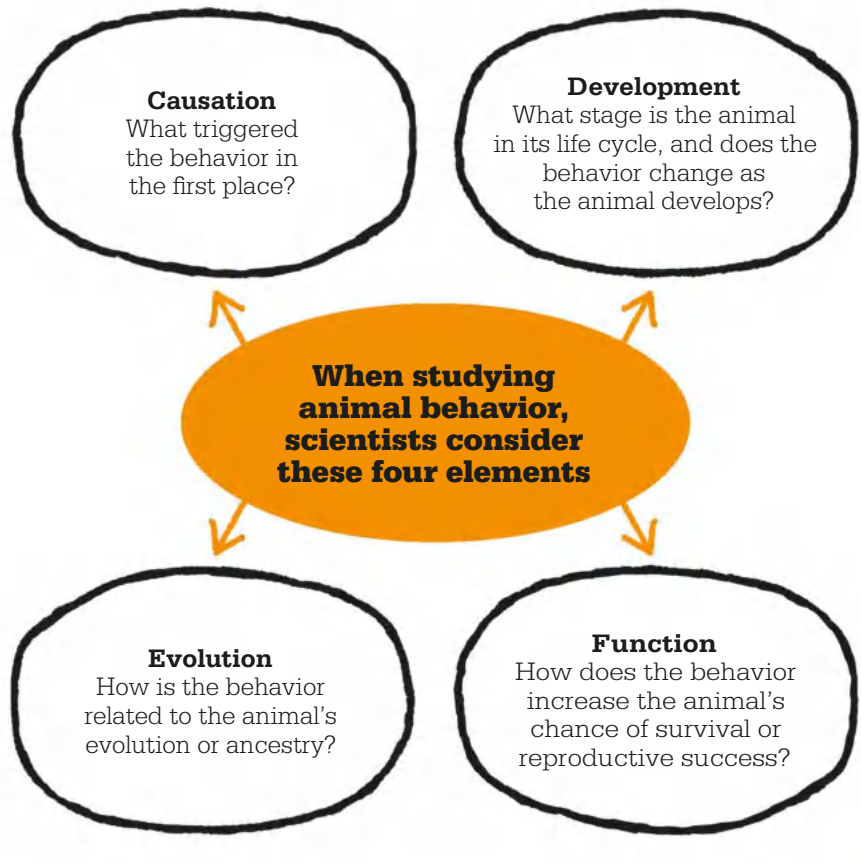 Causation
What triggered
the behavior in
the first place?
Development
What stage is the animal
in its life cycle, and does the
behavior change as
the animal develops?
When studying
animal behavior,
scientists consider
these four elements
Evolution
How is the behavior
related to the animal's
evolution or ancestry?
Function
How does the behavior
increase the animal's
chance of survival or
reproductive success?